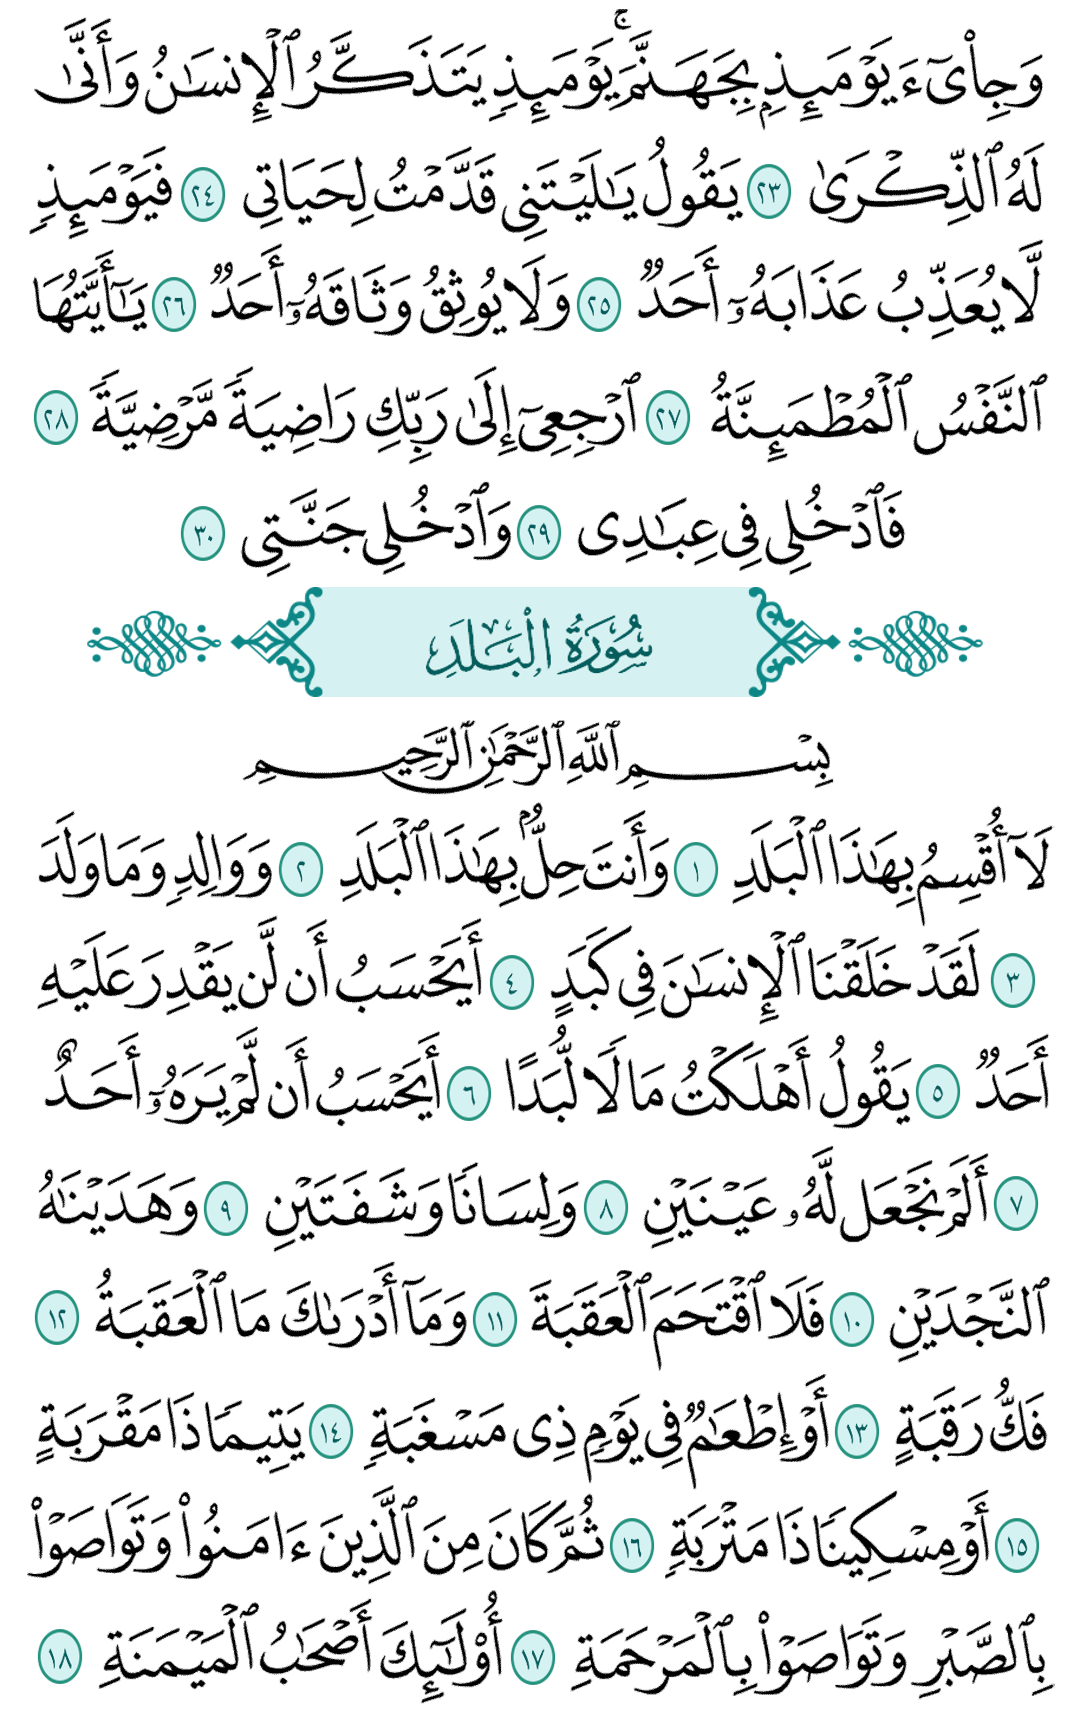 وَجِا۟ىٓءَ يَوْمَئِذٍۭ بِجَهَنَّمَ ۚ يَوْمَئِذٍ يَتَذَكَّرُ ٱلْإِنسَٰنُ وَأَنَّىٰ
لَهُ ٱلذِّكْرَىٰ ٢٣ يَقُولُ يَٰلَيْتَنِى قَدَّمْتُ لِحَيَاتِى ٢٤ فَيَوْمَئِذٍ
لَّا يُعَذِّبُ عَذَابَهُۥٓ أَحَدٌ ٢٥ وَلَا يُوثِقُ وَثَاقَهُۥٓ أَحَدٌ ٢٦ يَٰٓأَيَّتُهَا
ٱلنَّفْسُ ٱلْمُطْمَئِنَّةُ ٢٧ ٱرْجِعِىٓ إِلَىٰ رَبِّكِ رَاضِيَةً مَّرْضِيَّةً ٢٨
فَٱدْخُلِى فِى عِبَٰدِى ٢٩ وَٱدْخُلِى جَنَّتِى ٣٠
سُورَةُ الْبَلَدِ
بِسْمِ ٱللَّهِ ٱلرَّحْمَٰنِ ٱلرَّحِيمِ
لَآ أُقْسِمُ بِهَٰذَا ٱلْبَلَدِ ١ وَأَنتَ حِلٌّۢ بِهَٰذَا ٱلْبَلَدِ ٢ وَوَالِدٍ وَمَا وَلَدَ
٣ لَقَدْ خَلَقْنَا ٱلْإِنسَٰنَ فِى كَبَدٍ ٤ أَيَحْسَبُ أَن لَّن يَقْدِرَ عَلَيْهِ
أَحَدٌ ٥ يَقُولُ أَهْلَكْتُ مَالًا لُّبَدًا ٦ أَيَحْسَبُ أَن لَّمْ يَرَهُۥٓ أَحَدٌ
٧ أَلَمْ نَجْعَل لَّهُۥ عَيْنَيْنِ ٨ وَلِسَانًا وَشَفَتَيْنِ ٩ وَهَدَيْنَٰهُ
ٱلنَّجْدَيْنِ ١٠ فَلَا ٱقْتَحَمَ ٱلْعَقَبَةَ ١١ وَمَآ أَدْرَىٰكَ مَا ٱلْعَقَبَةُ ١٢
فَكُّ رَقَبَةٍ ١٣ أَوْ إِطْعَٰمٌ فِى يَوْمٍ ذِى مَسْغَبَةٍ ١٤ يَتِيمًا ذَا مَقْرَبَةٍ
١٥ أَوْ مِسْكِينًا ذَا مَتْرَبَةٍ ١٦ ثُمَّ كَانَ مِنَ ٱلَّذِينَ ءَامَنُوا۟ وَتَوَاصَوْا۟
بِٱلصَّبْرِ وَتَوَاصَوْا۟ بِٱلْمَرْحَمَةِ ١٧ أُو۟لَٰٓئِكَ أَصْحَٰبُ ٱلْمَيْمَنَةِ ١٨